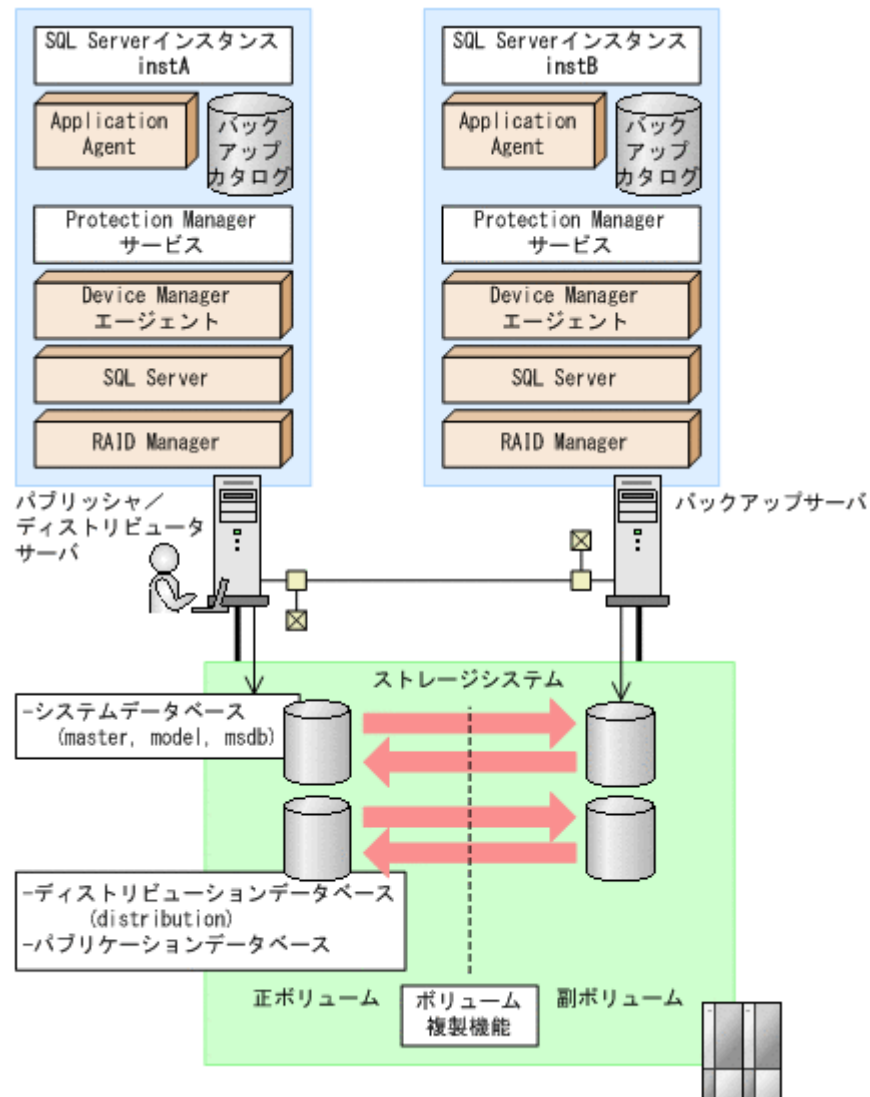 SQL Serverインスタンス
instA
Application
Agent
バック
アップ
カタログ
Protection Manager
サービス
Device Manager
エージェント
SQL Server
RAID Manager
SQL Serverインスタンス
instB
Application
Agent
バック
アップ
カタログ
Protection Manager
サービス
Device Manager
エージェント
SQL Server
RAID Manager
パブリッシャ／
ディストリビュータ
サーバ
バックアップサーバ
ストレージシステム
-システムデータベース
(master, model, msdb)
-ディストリビューションデータベース
(distribution)
-パブリケーションデータベース
正ボリューム
ボリューム
複製機能
副ボリューム